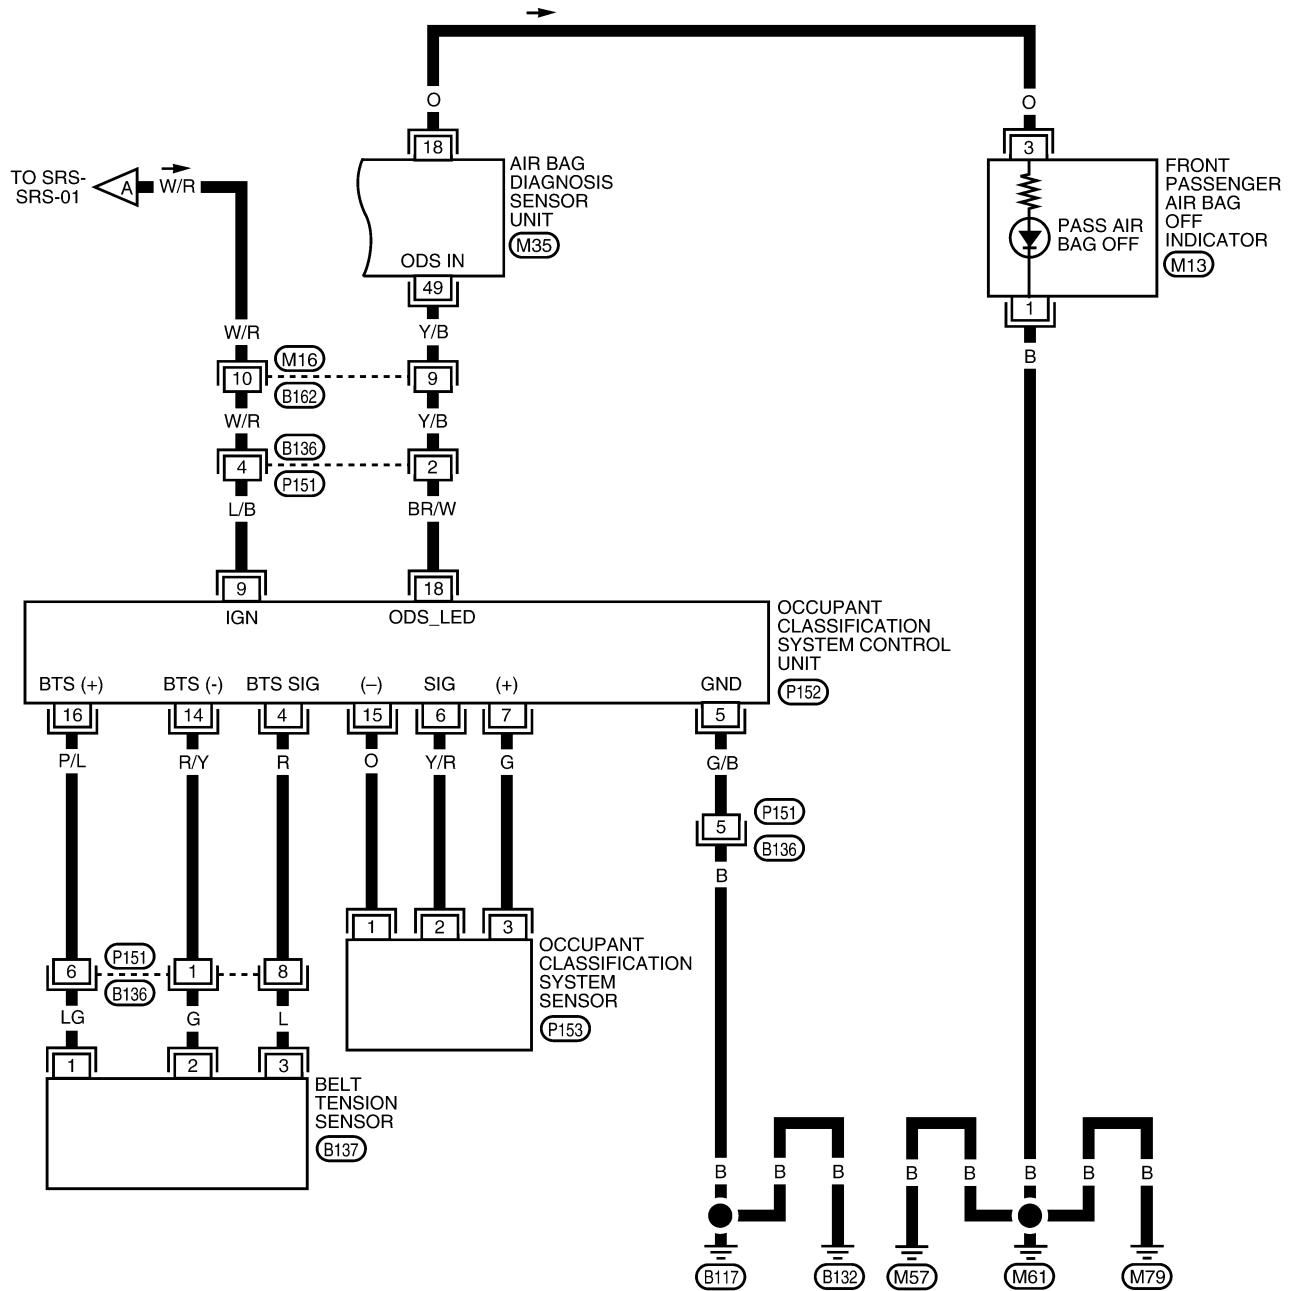 O
O
18
3
TO SRS-
SRS-01
A
W/R
AIR BAG
DIAGNOSIS
SENSOR
UNIT
M35
ODS IN
49
FRONT
PASSENGER
AIR BAG
OFF
INDICATOR
M13
PASS AIR
BAG OFF
1
B
W/R
Y/B
10
M16
B162
9
W/R
Y/B
4
B136
P151
2
L/B
BR/W
9
18
IGN
ODS_LED
OCCUPANT
CLASSIFICATION
SYSTEM CONTROL
UNIT
P152
BTS (+)
BTS (-)
BTS SIG
(–)
SIG
(+)
GND
16
14
4
15
6
7
5
P/L
R/Y
R
O
Y/R
G
G/B
5
P151
B136
B
1
2
3
OCCUPANT
CLASSIFICATION
SYSTEM
SENSOR
P153
6
P151
B136
1
8
LG
G
L
1
2
3
BELT
TENSION
SENSOR
B137
B
B
B
B
B
B
B
B
B117
B132
M57
M61
M79